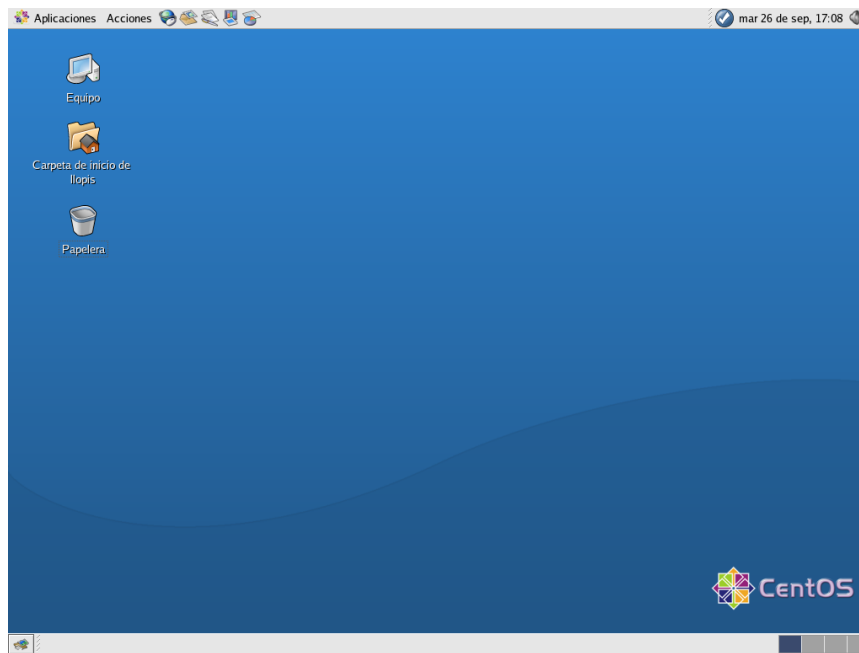 Aplicaciones Acciones
mar 26 de sep, 17:08
Equipo
Carpeta de inicio de
llopis
Papelera
CentOS